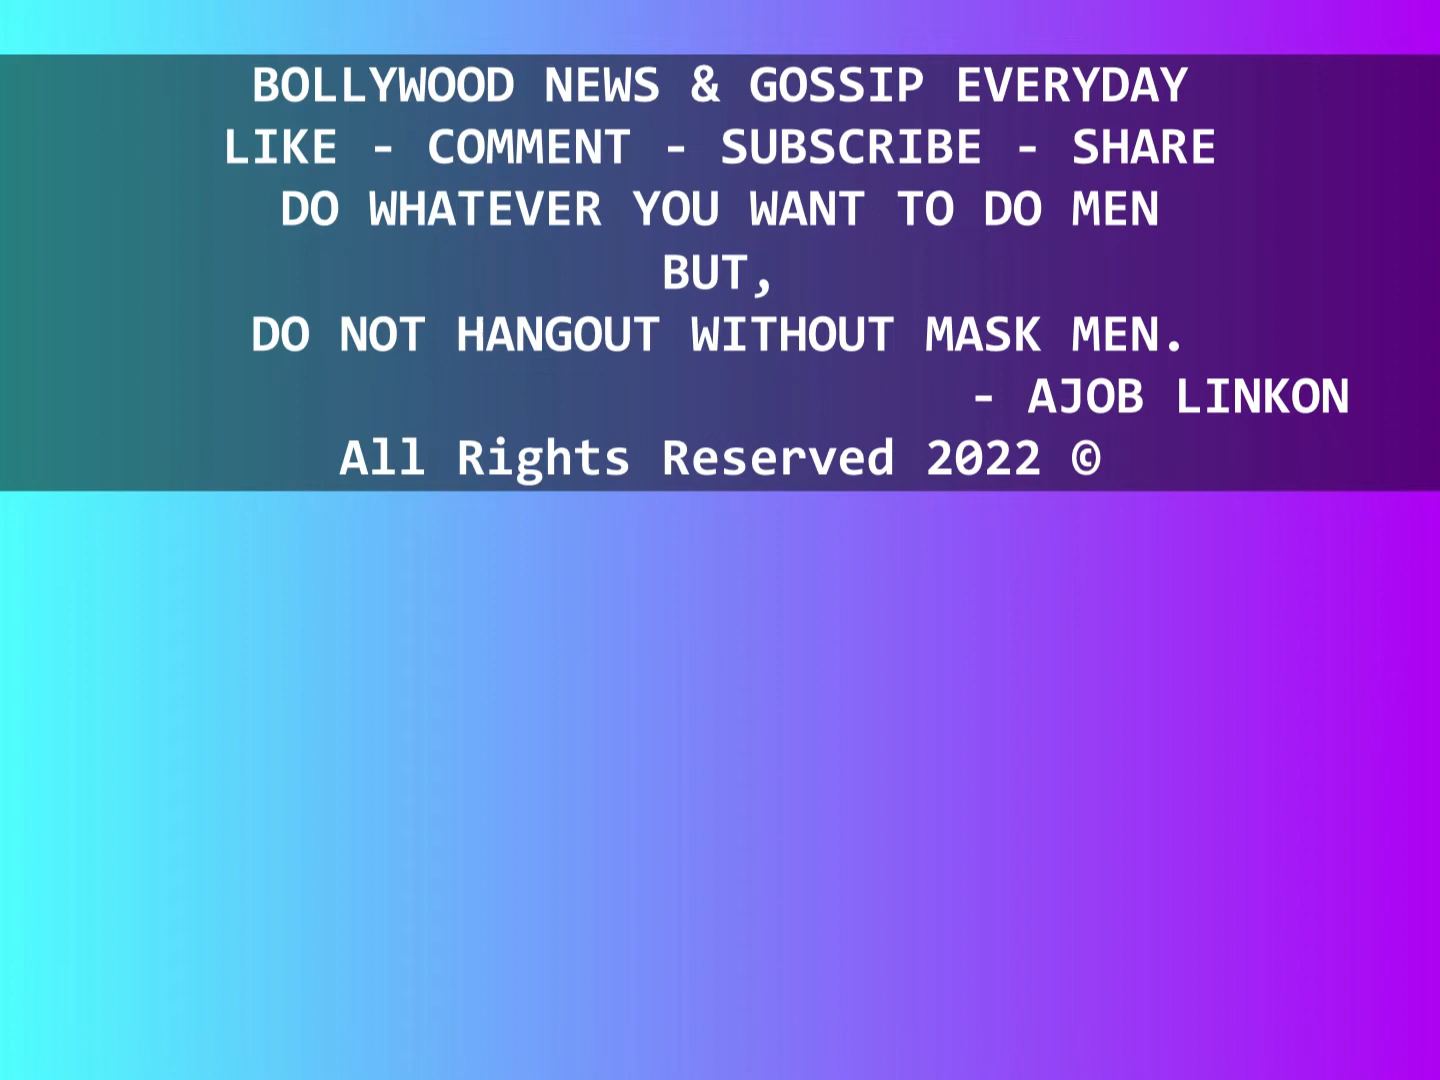 BOLLYWOOD NEWS & GOSSIP EVERYDAY
LIKE - COMMENT - SUBSCRIBE - SHARE
DO WHATEVER YOU WANT TO DO MEN
BUT,
DO NOT HANGOUT WITHOUT MASK MEN.
- AJOB LINKON
All Rights Reserved 2022 ©